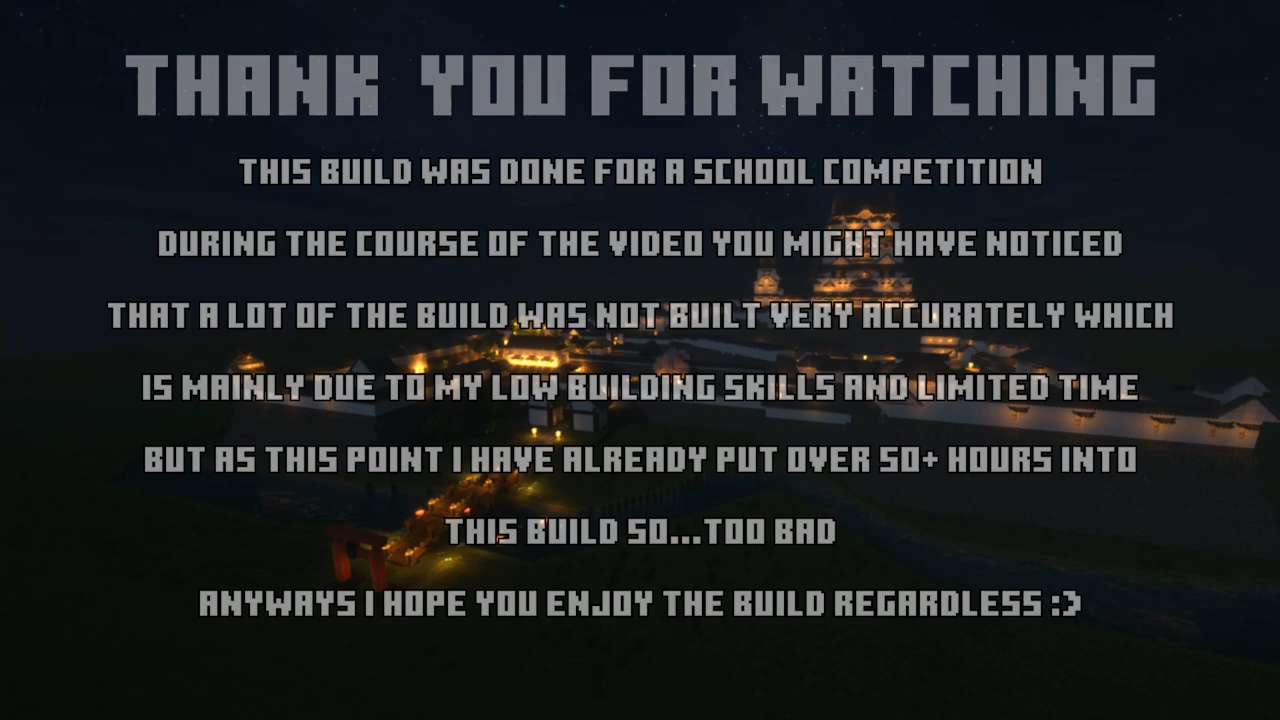 THANK YOU FOR WATCHING
THIS BUILD WAS DONE FOR A SCHOOL COMPETITION
DURING THE COURSE OF THE VIDEO YOU MIGHT HAVE NOTICED
THAT A LOT OF THE BUILD WAS NOT BUILT VERY ACCURATELY WHICH
IS MAINLY DUE TO MY LOW BUILDING SKILLS AND LIMITED TIME
BUT AS THIS POINT I HAVE ALREADY PUT OVER 50+ HOURS INTO
THIS BUILD SO...TOO BAD
ANYWAYS I HOPE YOU ENJOY THE BUILD REGARDLESS :)